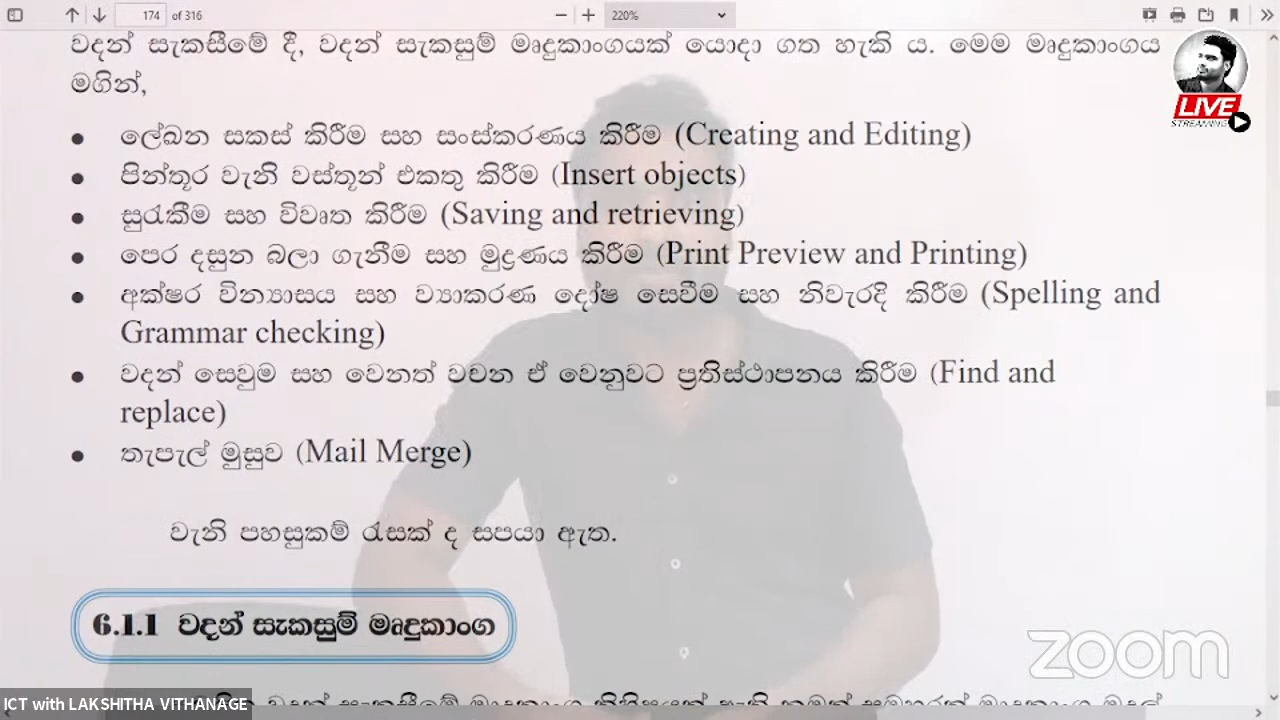 174 of 316
220%
වදන් සැකසීමේ දී, වදන් සැකසුම් මෘදුකාංගයක් යොදා ගත හැකි ය. මෙම මෘදුකාංගය
මගින්,
LIVE
STREAMING
• ලේඛන සකස් කිරීම සහ සංස්කරණය කිරීම (Creating and Editing)
• පින්තූර වැනි වස්තූන් එකතු කිරීම (Insert objects)
• සුරැකීම සහ විවෘත කිරීම (Saving and retrieving)
• පෙර දසුන බලා ගැනීම සහ මුද්‍රණය කිරීම (Print Preview and Printing)
• අක්ෂර වින්‍යාසය සහ ව්‍යාකරණ දෝෂ සෙවීම සහ නිවැරදි කිරීම (Spelling and
Grammar checking)
• වදන් සෙවුම සහ වෙනත් වචන ඒ වෙනුවට ප්‍රතිස්ථාපනය කිරීම (Find and
replace)
• තැපැල් මුසුව (Mail Merge)
වැනි පහසුකම් රැසක් ද සපයා ඇත.
6.1.1 වදන් සැකසුම් මෘදුකාංග
zoom
ICT with LAKSHITHA VITHANAGE